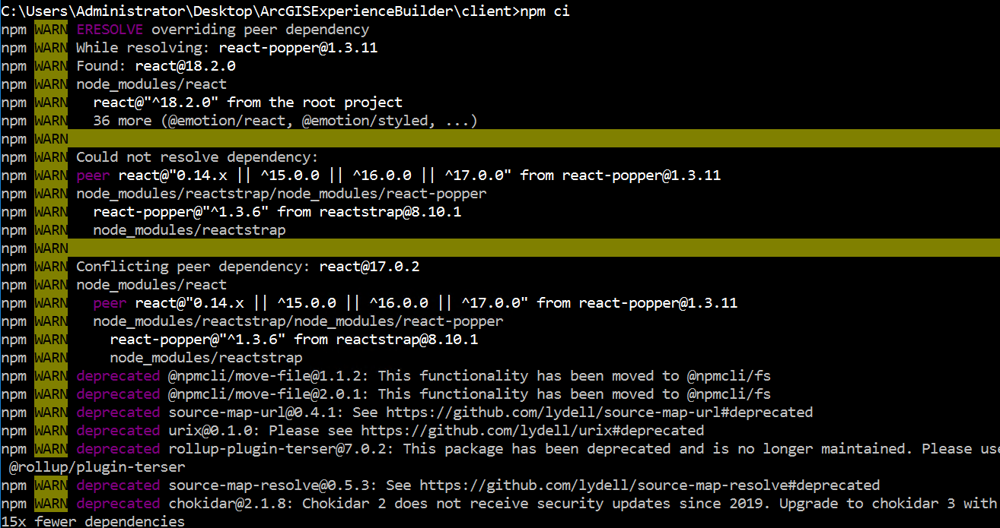 C:\Users\Administrator\Desktop\ArcGISExperienceBuilder\client>npm ci
npm WARN ERESOLVE overriding peer dependency
npm WARN While resolving: react-popper@1.3.11
npm WARN Found: react@18.2.0
npm WARN node_modules/react
npm WARN   react@"^18.2.0" from the root project
npm WARN   36 more (@emotion/react, @emotion/styled, ...)
npm WARN
npm WARN Could not resolve dependency:
npm WARN peer react@"0.14.x || ^15.0.0 || ^16.0.0 || ^17.0.0" from react-popper@1.3.11
npm WARN node_modules/reactstrap/node_modules/react-popper
npm WARN   react-popper@"^1.3.6" from reactstrap@8.10.1
npm WARN   node_modules/reactstrap
npm WARN
npm WARN Conflicting peer dependency: react@17.0.2
npm WARN node_modules/react
npm WARN   peer react@"0.14.x || ^15.0.0 || ^16.0.0 || ^17.0.0" from react-popper@1.3.11
npm WARN   node_modules/reactstrap/node_modules/react-popper
npm WARN     react-popper@"^1.3.6" from reactstrap@8.10.1
npm WARN     node_modules/reactstrap
npm WARN deprecated @npmcli/move-file@1.1.2: This functionality has been moved to @npmcli/fs
npm WARN deprecated @npmcli/move-file@2.0.1: This functionality has been moved to @npmcli/fs
npm WARN deprecated source-map-url@0.4.1: See https://github.com/lydell/source-map-url#deprecated
npm WARN deprecated urix@0.1.0: Please see https://github.com/lydell/urix#deprecated
npm WARN deprecated rollup-plugin-terser@7.0.2: This package has been deprecated and is no longer maintained. Please use
 @rollup/plugin-terser
npm WARN deprecated source-map-resolve@0.5.3: See https://github.com/lydell/source-map-resolve#deprecated
npm WARN deprecated chokidar@2.1.8: Chokidar 2 does not receive security updates since 2019. Upgrade to chokidar 3 with
15x fewer dependencies